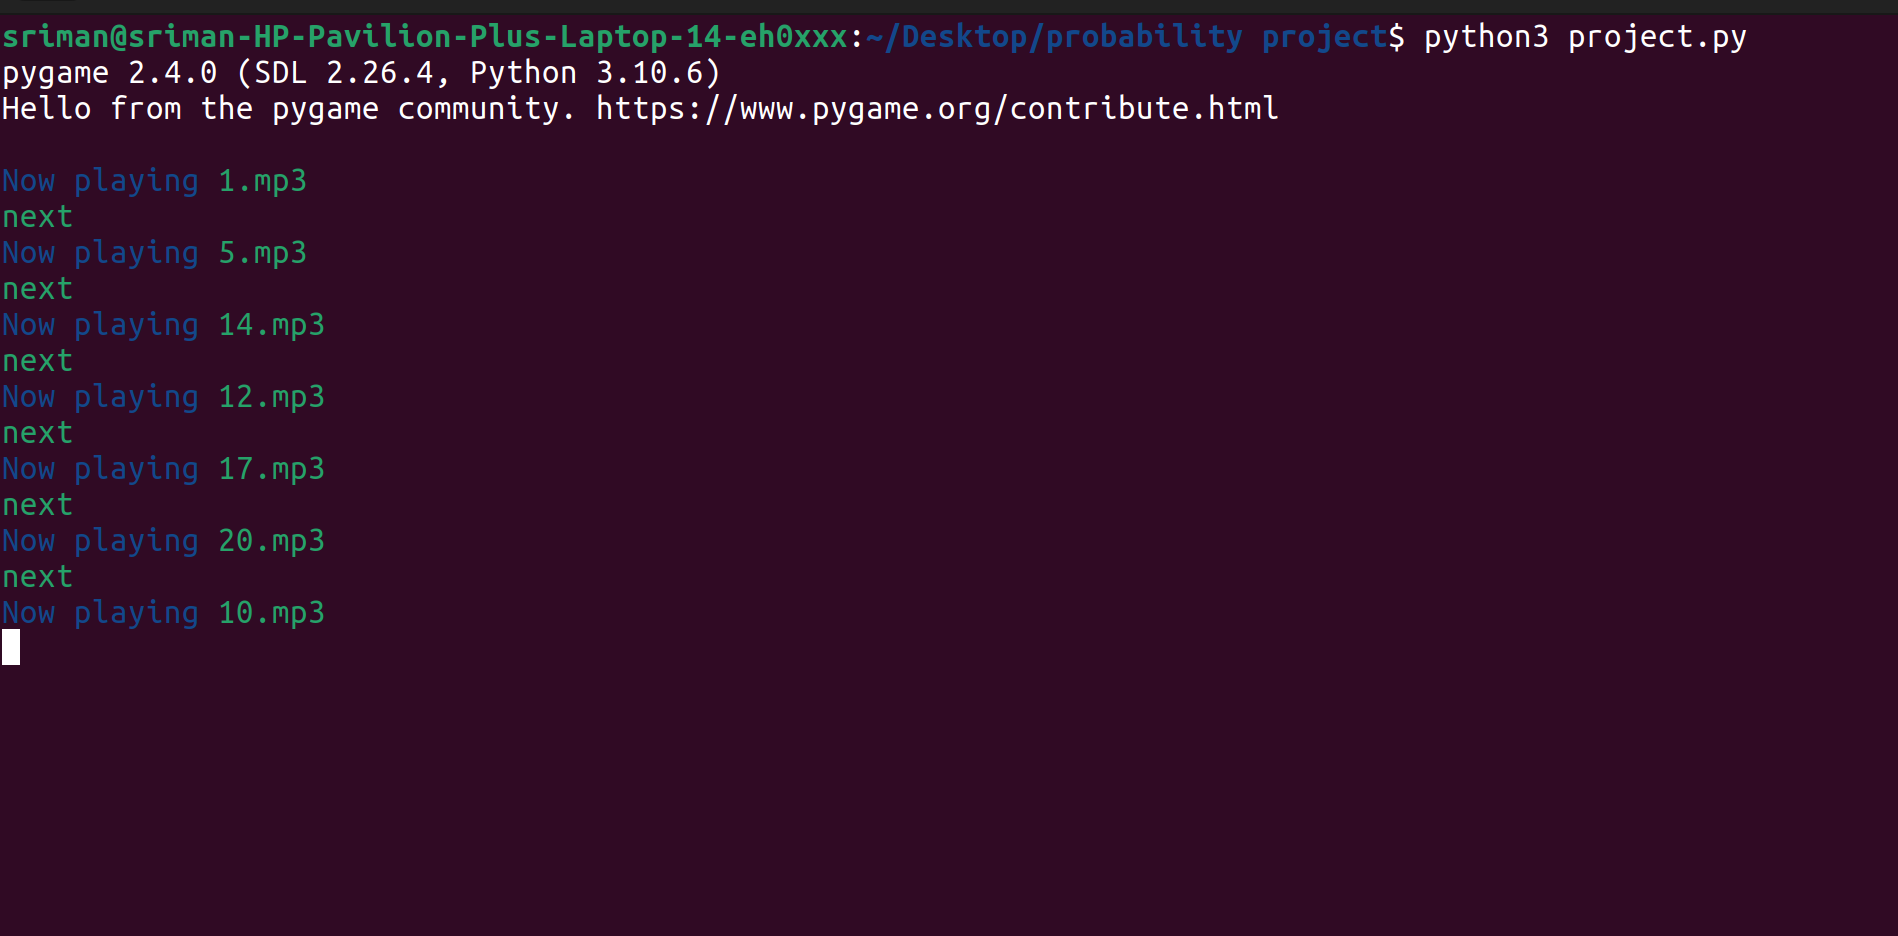 sriman@sriman-HP-Pavilion-Plus-Laptop-14-eh0xxx:~/Desktop/probability project$ python3 project.py
pygame 2.4.0 (SDL 2.26.4, Python 3.10.6)
Hello from the pygame community. https://www.pygame.org/contribute.html
Now playing 1.mp3
next
Now playing 5.mp3
next
Now playing 14.mp3
next
Now playing 12.mp3
next
Now playing 17.mp3
next
Now playing 20.mp3
next
Now playing 10.mp3